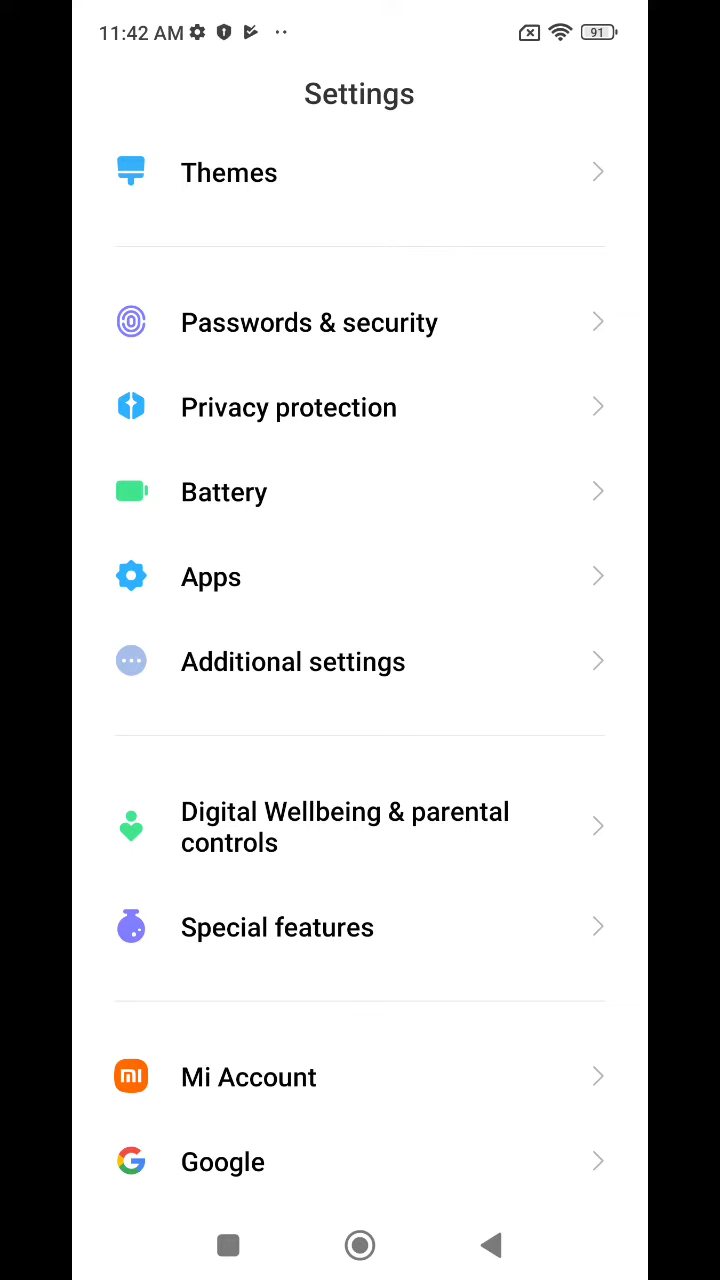 11:42 AM
91
Settings
Themes
Passwords & security
Privacy protection
Battery
Apps
Additional settings
Digital Wellbeing & parental
controls
Special features
Mi Account
Google